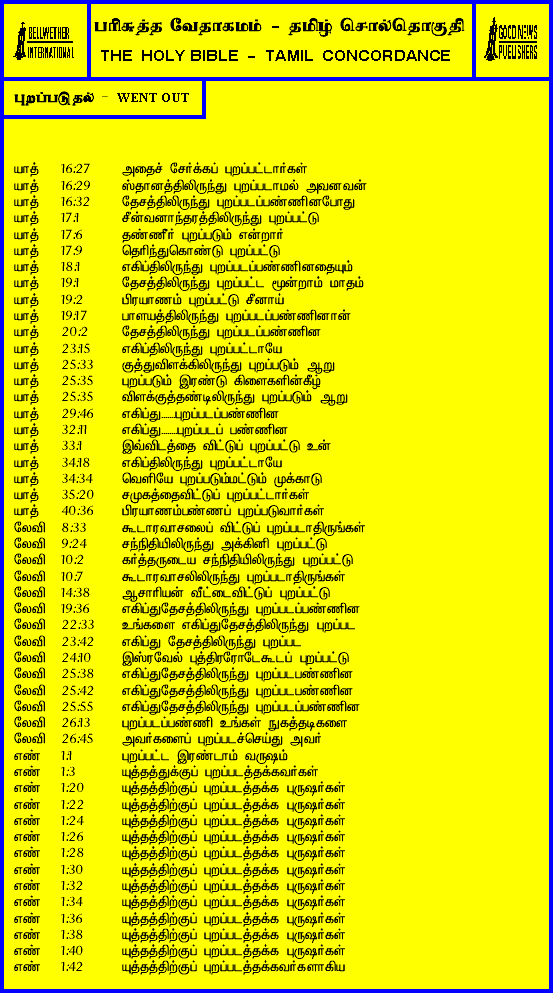 BELLWETHER
INTERNATIONAL
பரிசுத்த வேதாகமம் - தமிழ் சொல்தொகுதி
THE HOLY BIBLE - TAMIL CONCORDANCE
GOOD NEWS
PUBLISHERS
புறப்படுதல் - WENT OUT
யாத் 16:27 அதைச் சேர்க்கப் புறப்பட்டார்கள்
யாத் 16:29 ஸ்தானத்திலிருந்து புறப்படாமல் அவனவன்
யாத் 16:32 தேசத்திலிருந்து புறப்படப்பண்ணினபோது
யாத் 17:1 சீன்வனாந்தரத்திலிருந்து புறப்பட்டு
யாத் 17:6 தண்ணீர் புறப்படும் என்றார்
யாத் 17:9 தெரிந்துகொண்டு புறப்பட்டு
யாத் 18:1 எகிப்திலிருந்து புறப்படப்பண்ணினதையும்
யாத் 19:1 தேசத்திலிருந்து புறப்பட்ட மூன்றாம் மாதம்
யாத் 19:2 பிரயாணம் புறப்பட்டு சீனாய்
யாத் 19:17 பாளயத்திலிருந்து புறப்படப்பண்ணினான்
யாத் 20:2 தேசத்திலிருந்து புறப்படப்பண்ணின
யாத் 23:15 எகிப்திலிருந்து புறப்பட்டாயே
யாத் 25:33 குத்துவிளக்கிலிருந்து புறப்படும் ஆறு
யாத் 25:35 புறப்படும் இரண்டு கிளைகளின்கீழ்
யாத் 25:35 விளக்குத்தண்டிலிருந்து புறப்படும் ஆறு
யாத் 29:46 எகிப்து......புறப்படப்பண்ணின
யாத் 32:11 எகிப்து.......புறப்படப் பண்ணின
யாத் 33:1 இவ்விடத்தை விட்டுப் புறப்பட்டு உன்
யாத் 34:18 எகிப்திலிருந்து புறப்பட்டாயே
யாத் 34:34 வெளியே புறப்படும்மட்டும் முக்காடு
யாத் 35:20 சமுகத்தைவிட்டுப் புறப்பட்டார்கள்
யாத் 40:36 பிரயாணம்பண்ணப் புறப்படுவார்கள்
லேவி 8:33 கூடாரவாசலைப் விட்டுப் புறப்படாதிருங்கள்
லேவி 9:24 சந்நிதியிலிருந்து அக்கினி புறப்பட்டு
லேவி 10:2 கர்த்தருடைய சந்நிதியிலிருந்து புறப்பட்டு
லேவி 10:7 கூடாரவாசலிலிருந்து புறப்படாதிருங்கள்
லேவி 14:38 ஆசாரியன் வீட்டைவிட்டுப் புறப்பட்டு
லேவி 19:36 எகிப்துதேசத்திலிருந்து புறப்படப்பண்ணின
லேவி 22:33 உங்களை எகிப்துதேசத்திலிருந்து புறப்பட
லேவி 23:42 எகிப்து தேசத்திலிருந்து புறப்பட
லேவி 24:10 இஸ்ரவேல் புத்திரரோடேகூடப் புறப்பட்டு
லேவி 25:38 எகிப்துதேசத்திலிருந்து புறப்படபண்ணின
லேவி 25:42 எகிப்துதேசத்திலிருந்து புறப்படபண்ணின
லேவி 25:55 எகிப்துதேசத்திலிருந்து புறப்படப்பண்ணின
லேவி 26:13 புறப்படப்பண்ணி உங்கள் நுகத்தடிகளை
லேவி 26:45 அவர்களைப் புறப்படச்செய்து அவர்
எண் 1:1 புறப்பட்ட இரண்டாம் வருஷம்
எண் 1:3 யுத்தத்துக்குப் புறப்படத்தக்கவர்கள்
எண் 1:20 யுத்தத்திற்குப் புறப்படத்தக்க புருஷர்கள்
எண் 1:22 யுத்தத்திற்குப் புறப்படத்தக்க புருஷர்கள்
எண் 1:24 யுத்தத்திற்குப் புறப்படத்தக்க புருஷர்கள்
எண் 1:26 யுத்தத்திற்குப் புறப்படத்தக்க புருஷர்கள்
எண் 1:28 யுத்தத்திற்குப் புறப்படத்தக்க புருஷர்கள்
எண் 1:30 யுத்தத்திற்குப் புறப்படத்தக்க புருஷர்கள்
எண் 1:32 யுத்தத்திற்குப் புறப்படத்தக்க புருஷர்கள்
எண் 1:34 யுத்தத்திற்குப் புறப்படத்தக்க புருஷர்கள்
எண் 1:36 யுத்தத்திற்குப் புறப்படத்தக்க புருஷர்கள்
எண் 1:38 யுத்தத்திற்குப் புறப்படத்தக்க புருஷர்கள்
எண் 1:40 யுத்தத்திற்குப் புறப்படத்தக்க புருஷர்கள்
எண் 1:42 யுத்தத்திற்குப் புறப்படத்தக்கவர்களாகிய